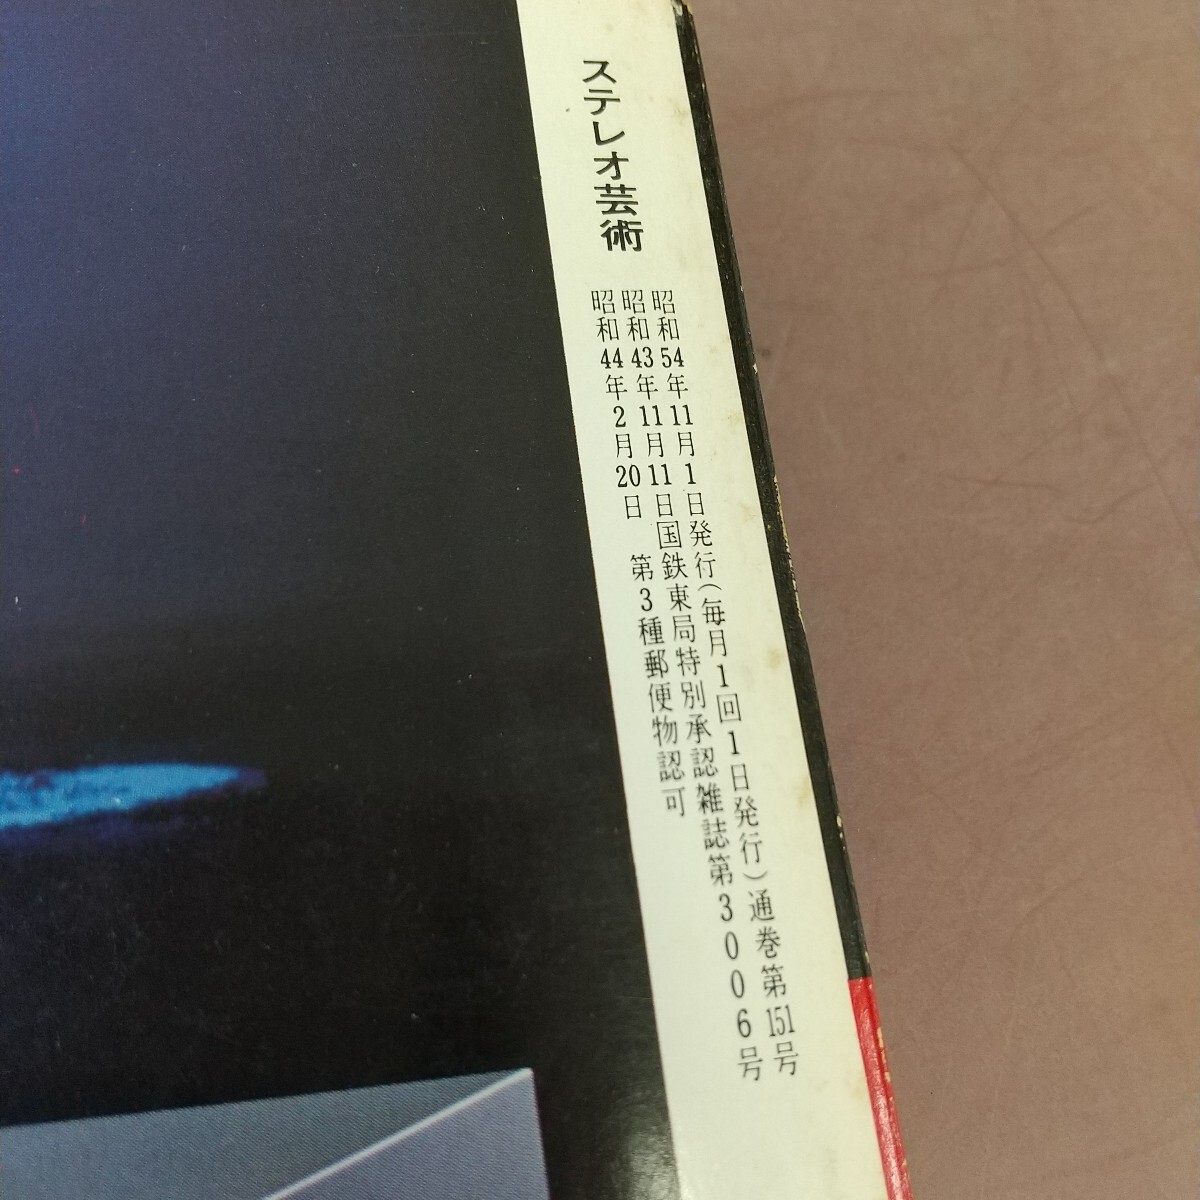 ステレオ芸術
昭和54年11月1日発行(毎月1回1日発行)通巻第151号
昭和43年11月11日国鉄東局特別承認雑誌第3006号
昭和44年2月20日 第3種郵便物認可